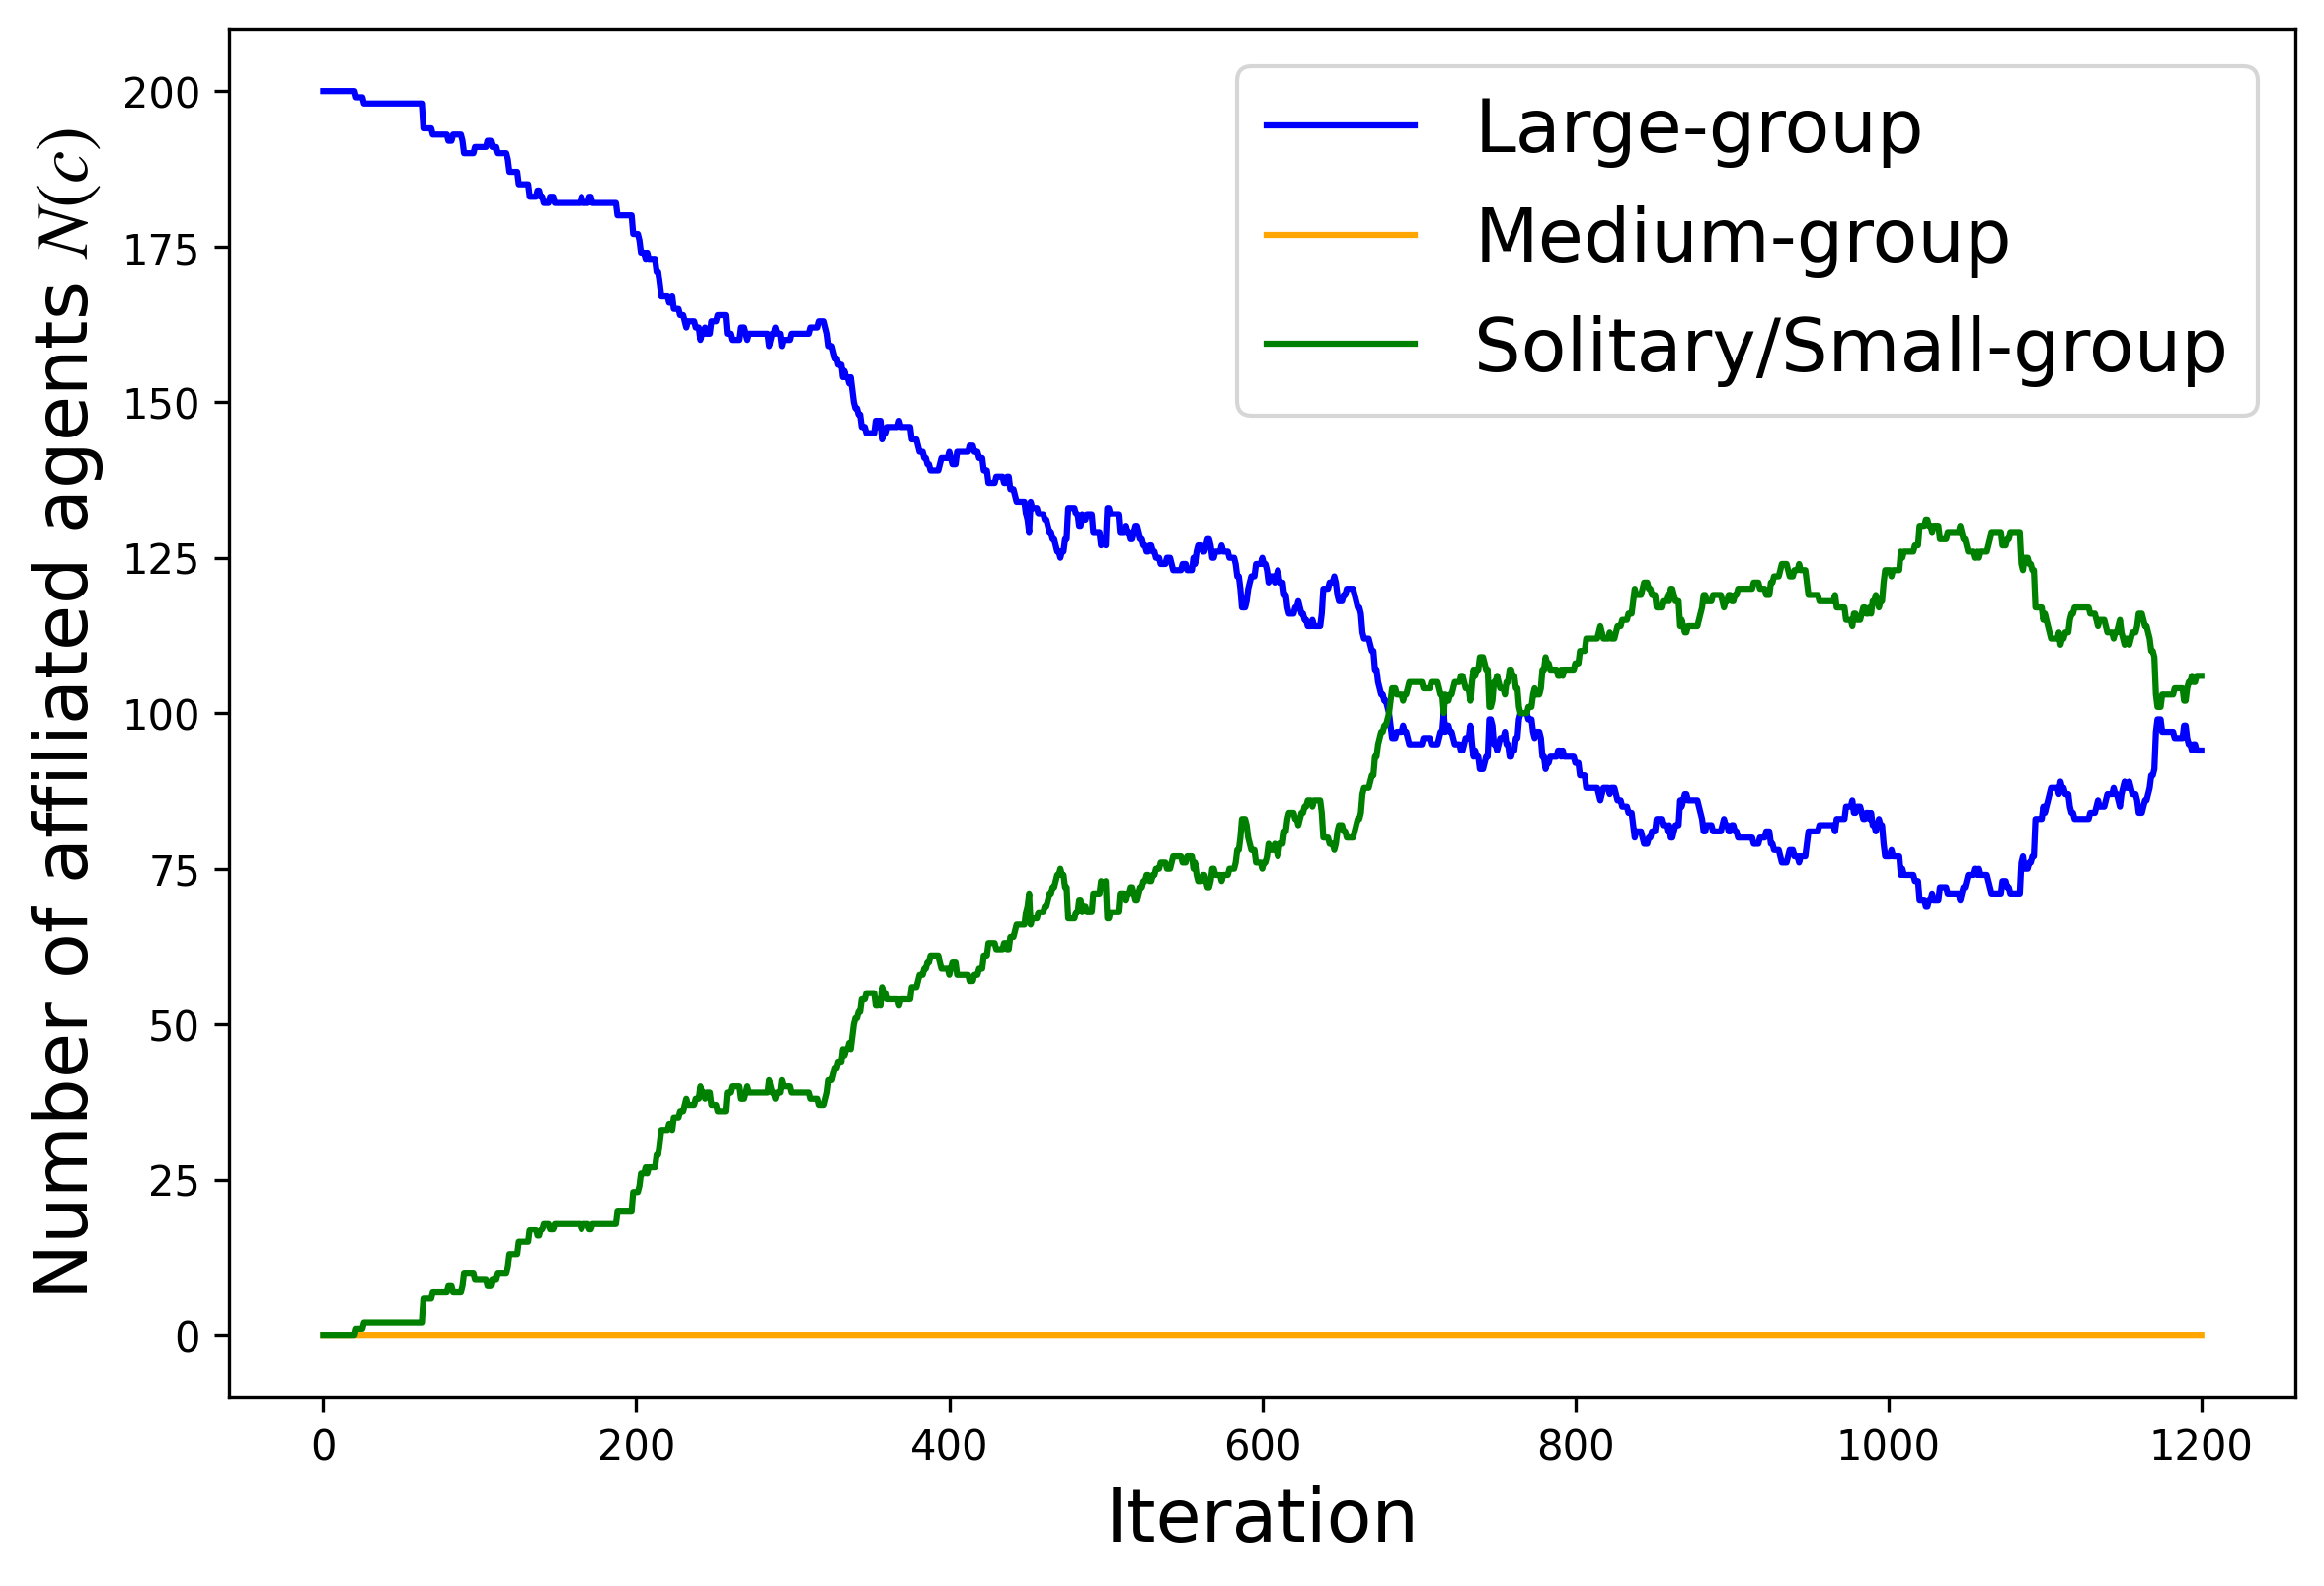 Number of affiliated agents N(c)
200
175
150
125
100
75
50
25
0
Large-group
Medium-group
Solitary/Small-group
0 200 400 600 800 1000 1200
Iteration